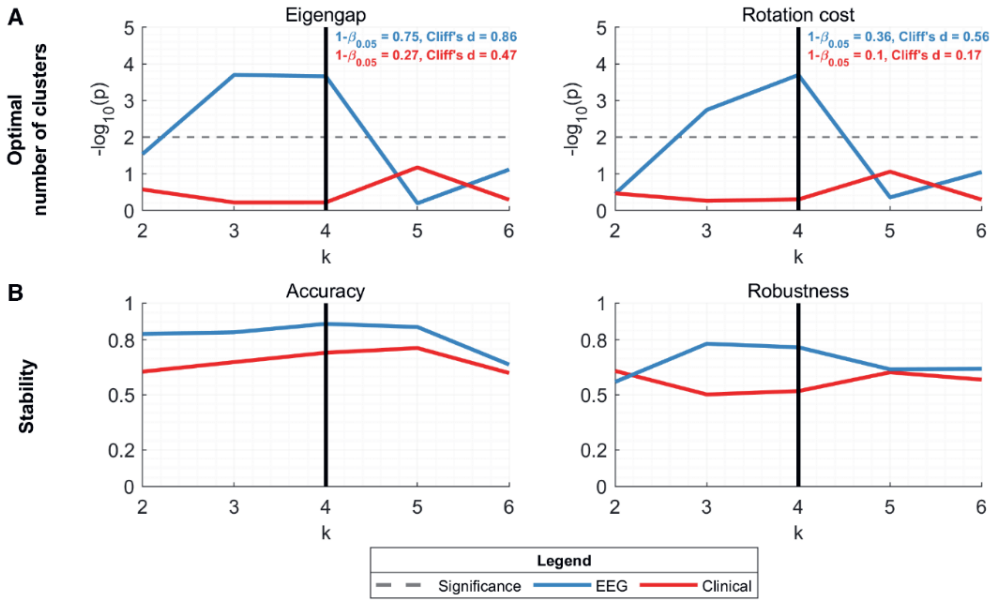 A
Optimal
number of clusters
Eigengap
1-β0.05 = 0.75, Cliff's d = 0.86
1-β0.05 = 0.27, Cliff's d = 0.47
-log10(p)
5
4
3
2
1
0
2 3 4 5 6
k
Rotation cost
1-β0.05 = 0.36, Cliff's d = 0.56
1-β0.05 = 0.1, Cliff's d = 0.17
-log10(p)
5
4
3
2
1
0
2 3 4 5 6
k
B
Stability
Accuracy
1
0.8
0.5
0.2
0
2 3 4 5 6
k
Robustness
1
0.8
0.5
0.2
0
2 3 4 5 6
k
Legend
Significance EEG Clinical